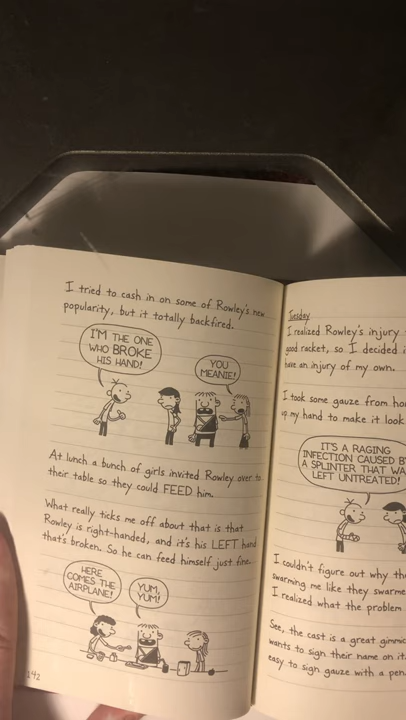 I tried to cash in on some of Rowley's new
popularity, but it totally backfired.
I'M THE ONE
WHO BROKE
HIS HAND!
YOU
MEANIE!
At lunch a bunch of girls invited Rowley over to
their table so they could FEED him.
What really ticks me off about that is that
Rowley is right-handed, and it's his LEFT hand
that's broken. So he can feed himself just fine.
HERE
COMES THE
AIRPLANE!
YUM,
YUM!
142
Tuesday
I realized Rowley's injury
good racket, so I decided
have an injury of my own.
I took some gauze from
up my hand to make it look
IT'S A RAGING
INFECTION CAUSED
A SPLINTER THAT
LEFT UNTREATED!
I couldn't figure out why
swarming me like they
I realized what the problem
See, the cast is a great
wants to sign their name on
easy to sign gauze with a pen